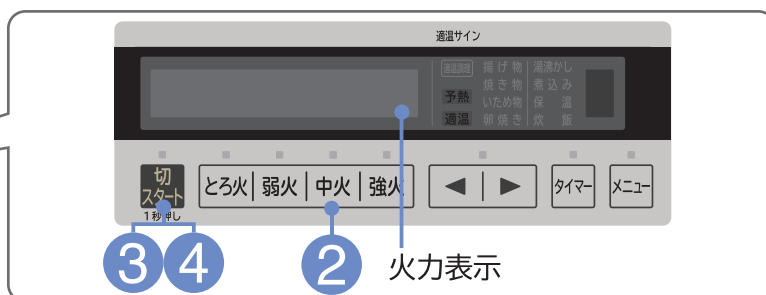 適温サイン
適温調理 揚げ物 湯沸かし
焼き物 煮込み
予熱 いため物 保 温
適温 卵焼き 炊 飯
切
スタート
1秒押し
とろ火 弱火 中火 強火 ◀ ▶ タイマー メニュー
3 4 2 火力表示